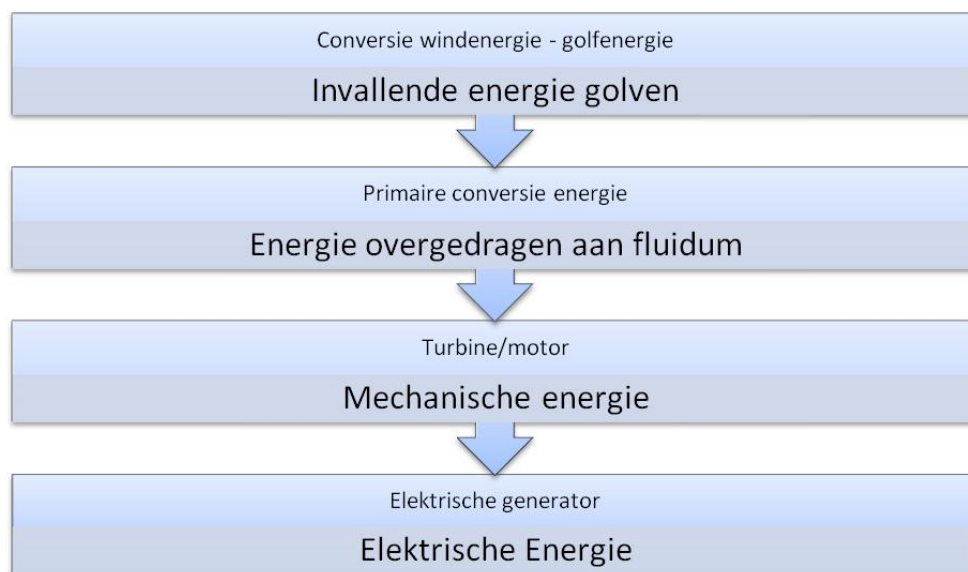 Conversie windenergie - golfenergie
Invallende energie golven
Primaire conversie energie
Energie overgedragen aan fluidum
Turbine/motor
Mechanische energie
Elektrische generator
Elektrische Energie